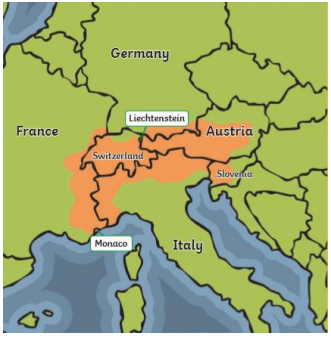 Germany
Liechtenstein
France
Austria
Switzerland
Slovenia
Monaco
Italy